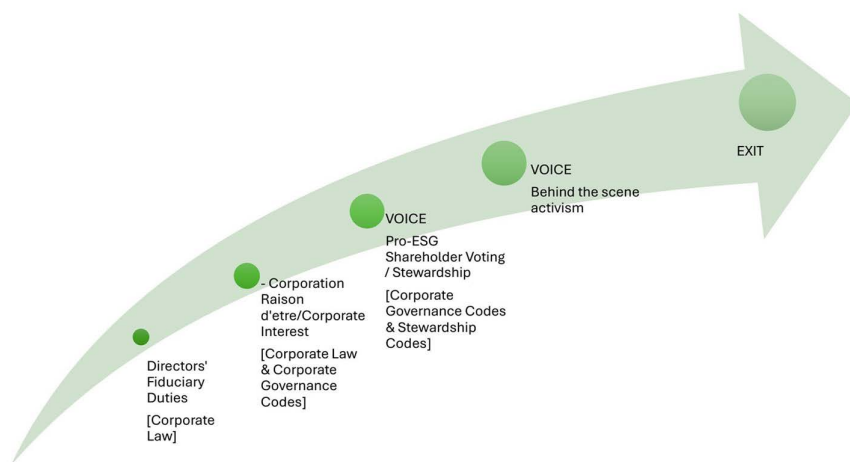 Directors'
Fiduciary
Duties
[Corporate
Law]
- Corporation
Raison
d'etre/Corporate
Interest
[Corporate Law
& Corporate
Governance
Codes]
VOICE
Pro-ESG
Shareholder Voting
/ Stewardship
[Corporate
Governance Codes
& Stewardship
Codes]
VOICE
Behind the scene
activism
EXIT